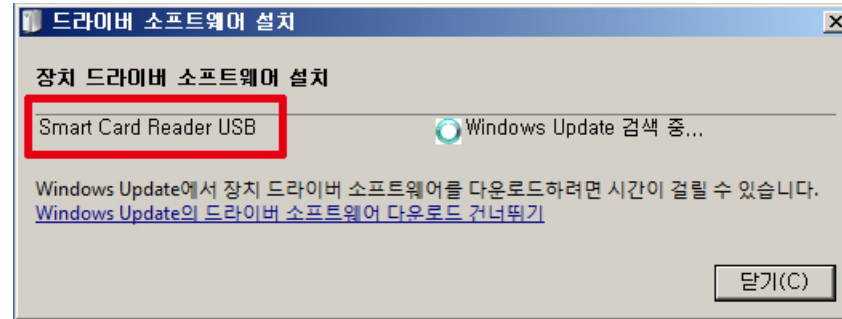 드라이버 소프트웨어 설치
장치 드라이버 소프트웨어 설치
Smart Card Reader USB Windows Update 검색 중...
Windows Update에서 장치 드라이버 소프트웨어를 다운로드하려면 시간이 걸릴 수 있습니다.
Windows Update의 드라이버 소프트웨어 다운로드 건너뛰기
닫기(C)